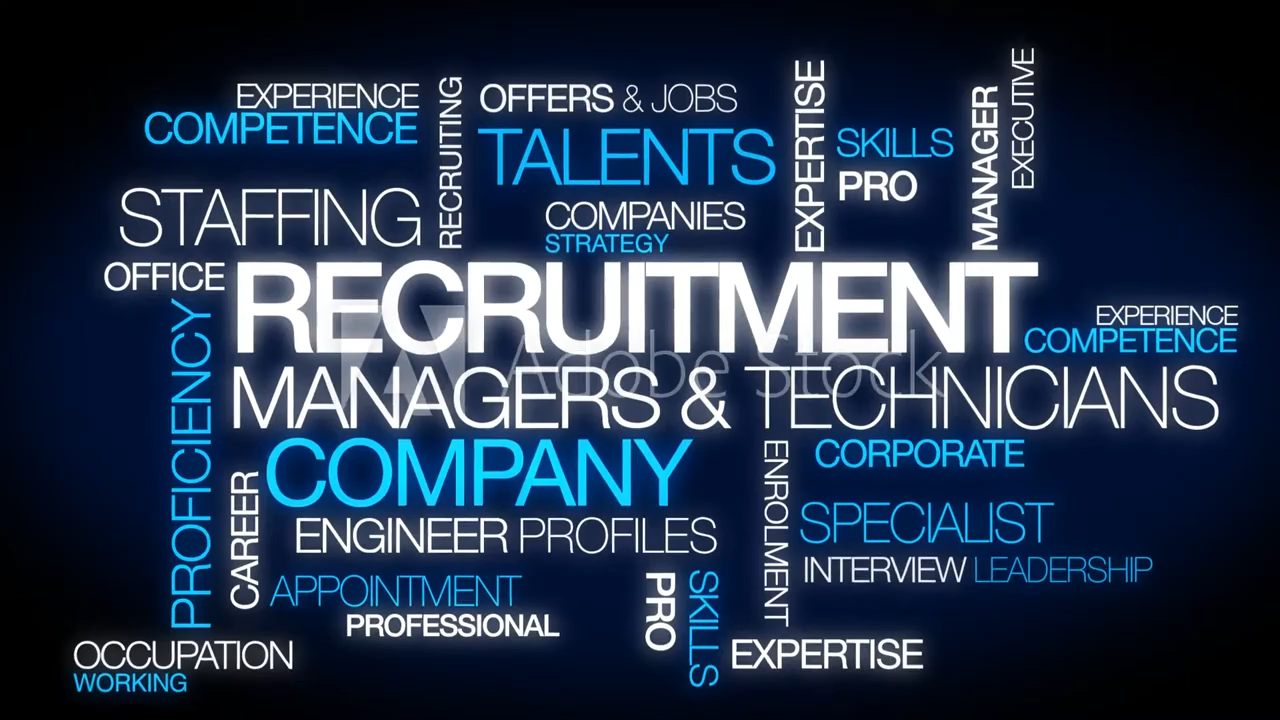 EXPERIENCE
COMPETENCE
RECRUITING
OFFERS & JOBS
TALENTS
EXPERTISE
SKILLS
PRO
MANAGER
EXECUTIVE
STAFFING
COMPANIES
STRATEGY
OFFICE
RECRUITMENT
EXPERIENCE
COMPETENCE
Adobe Stock
MANAGERS & TECHNICIANS
PROFICIENCY
COMPANY
CORPORATE
CAREER
ENGINEER PROFILES
ENROLMENT
SPECIALIST
INTERVIEW LEADERSHIP
APPOINTMENT
PROFESSIONAL
PRO
SKILLS
EXPERTISE
OCCUPATION
WORKING